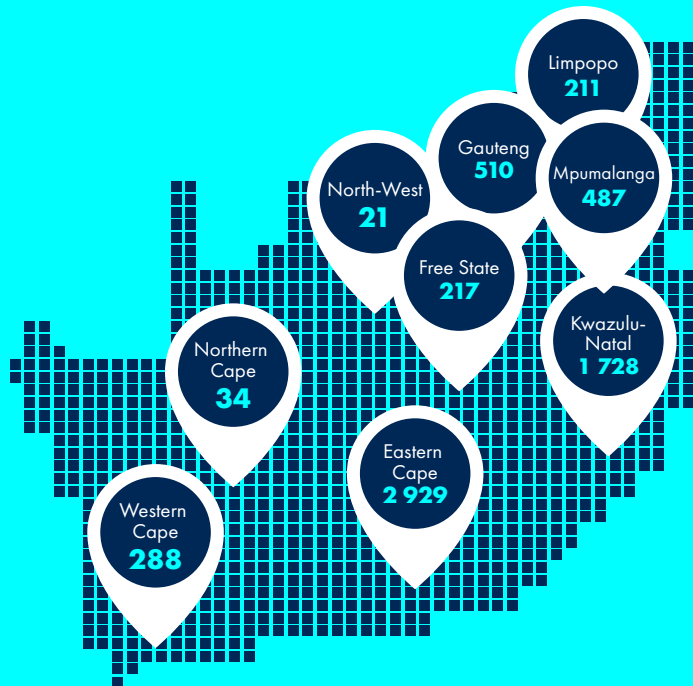 Limpopo
211
Gauteng
510
Mpumalanga
487
North-West
21
Free State
217
Kwazulu-
Natal
1 728
Northern
Cape
34
Eastern
Cape
2 929
Western
Cape
288